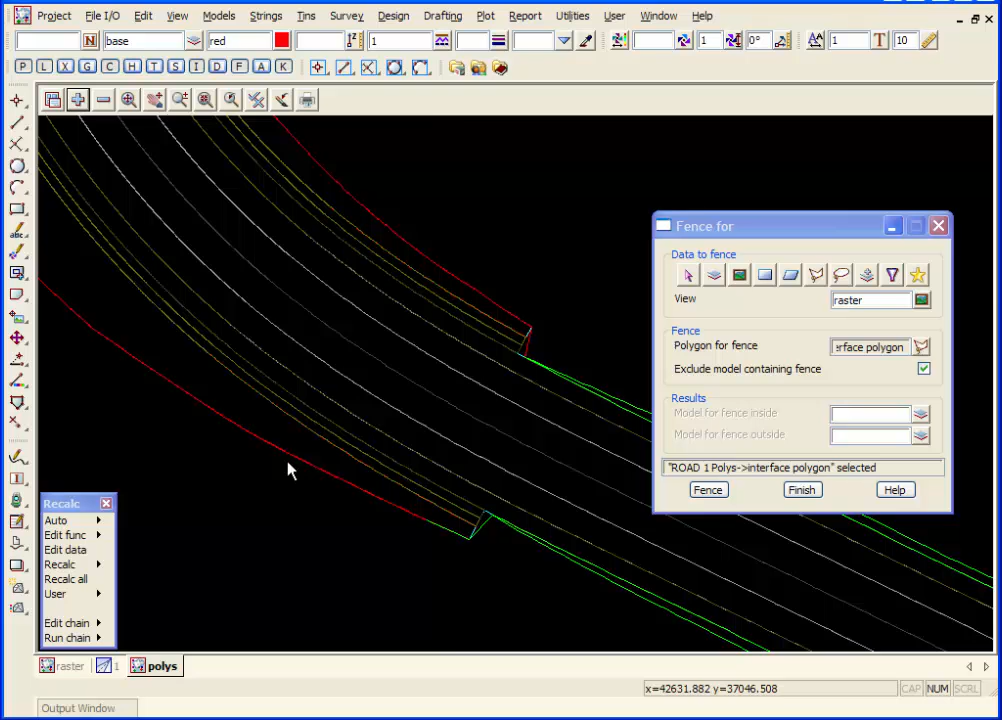 Project File I/O Edit View Models Strings Tins Survey Design Drafting Plot Report Utilities User Window Help
N base red 1 1 0° 1 T 10
P L X G C H T S I D F A K
abc
Fence for
Data to fence
View raster
Fence
Polygon for fence erface polygon
Exclude model containing fence
Results
Model for fence inside
Model for fence outside
"ROAD 1 Polys->interface polygon" selected
Fence Finish Help
Recalc
Auto
Edit func
Edit data
Recalc
Recalc all
User
Edit chain
Run chain
raster 1 polys
x=42631.882 y=37046.508 CAP NUM SCRL
Output Window